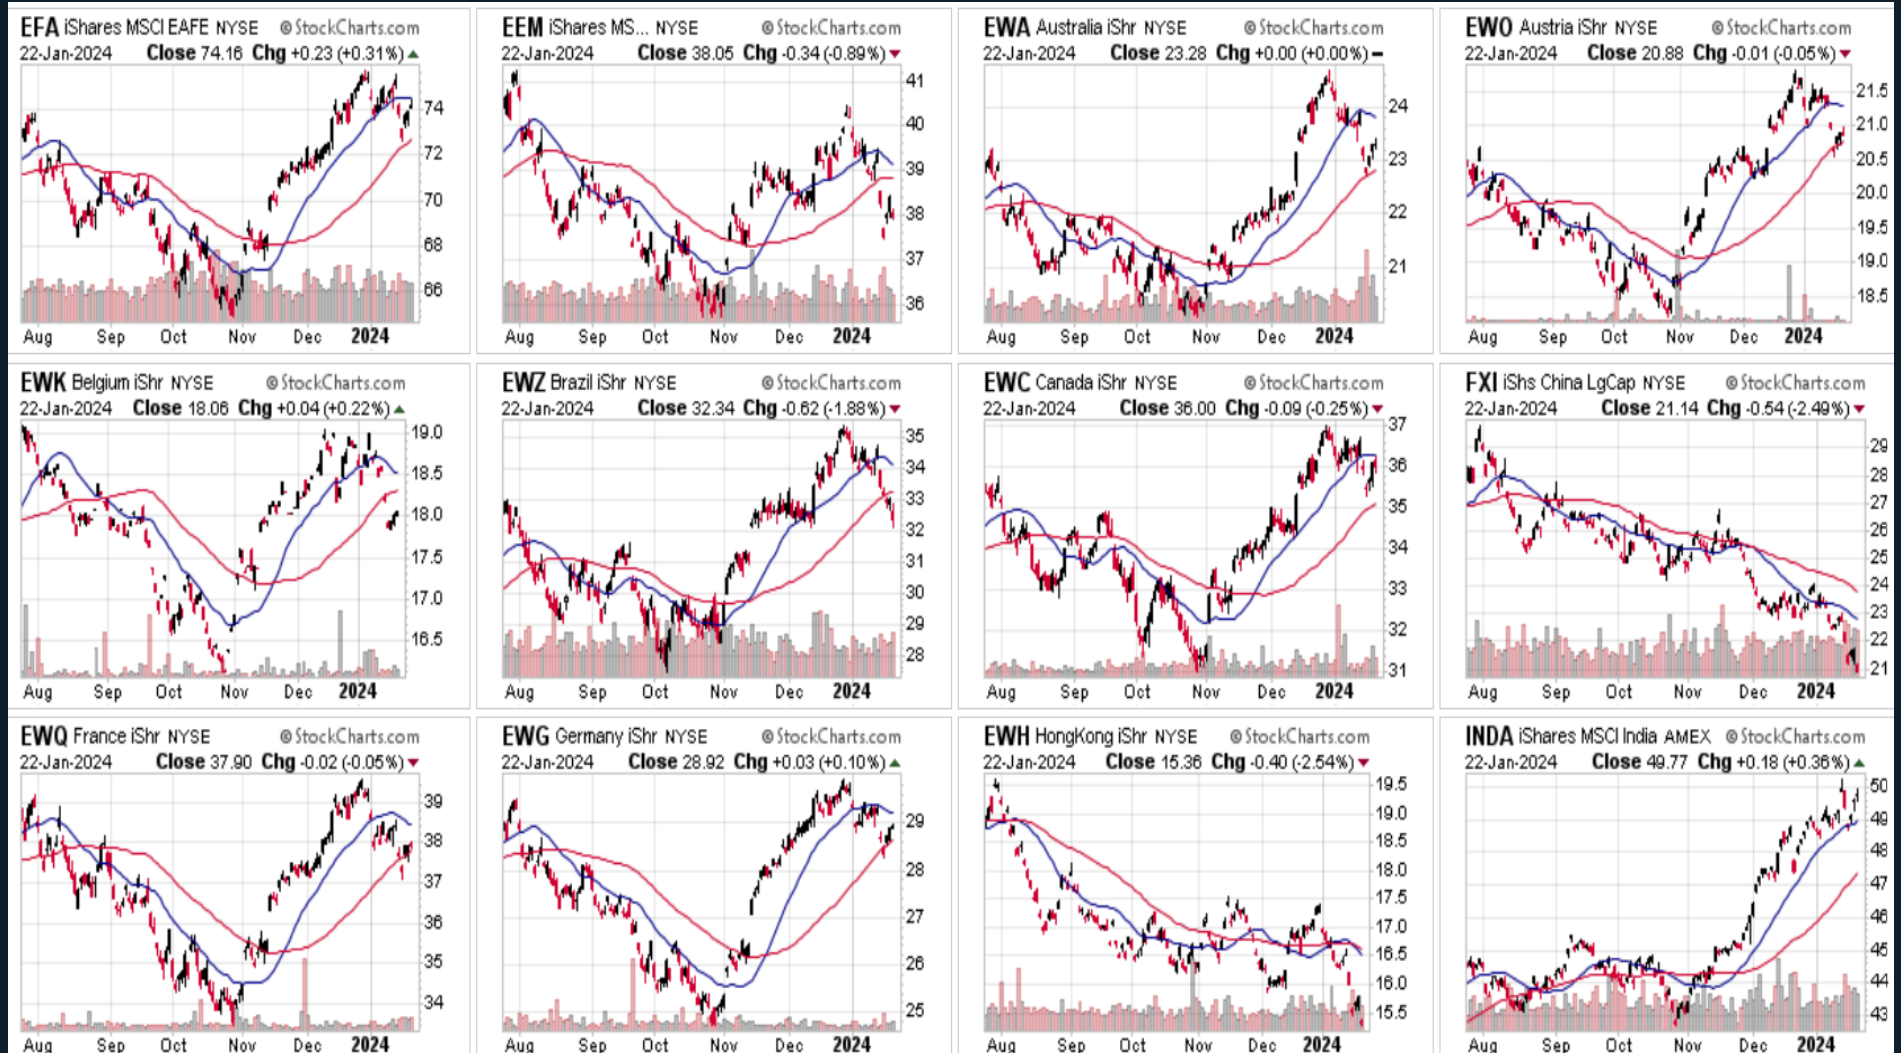 EFA iShares MSCI EAFE NYSE © StockCharts.com
22-Jan-2024 Close 74.16 Chg +0.23 (+0.31%)
74
72
70
68
66
Aug Sep Oct Nov Dec 2024
EEM iShares MS... NYSE © StockCharts.com
22-Jan-2024 Close 38.05 Chg -0.34 (-0.89%)
41
40
39
38
37
36
Aug Sep Oct Nov Dec 2024
EWA Australia iShr NYSE © StockCharts.com
22-Jan-2024 Close 23.28 Chg +0.00 (+0.00%)
24
23
22
21
Aug Sep Oct Nov Dec 2024
EWO Austria iShr NYSE © StockCharts.com
22-Jan-2024 Close 20.88 Chg -0.01 (-0.05%)
21.5
21.0
20.5
20.0
19.5
19.0
18.5
Aug Sep Oct Nov Dec 2024
EWK Belgium iShr NYSE © StockCharts.com
22-Jan-2024 Close 18.06 Chg +0.04 (+0.22%)
19.0
18.5
18.0
17.5
17.0
16.5
Aug Sep Oct Nov Dec 2024
EWZ Brazil iShr NYSE © StockCharts.com
22-Jan-2024 Close 32.34 Chg -0.62 (-1.88%)
35
34
33
32
31
30
29
28
Aug Sep Oct Nov Dec 2024
EWC Canada iShr NYSE © StockCharts.com
22-Jan-2024 Close 36.00 Chg -0.09 (-0.25%)
37
36
35
34
33
32
31
Aug Sep Oct Nov Dec 2024
FXI iShs China LgCap NYSE © StockCharts.com
22-Jan-2024 Close 21.14 Chg -0.54 (-2.49%)
29
28
27
26
25
24
23
22
21
Aug Sep Oct Nov Dec 2024
EWQ France iShr NYSE © StockCharts.com
22-Jan-2024 Close 37.90 Chg -0.02 (-0.05%)
39
38
37
36
35
34
Aug Sep Oct Nov Dec 2024
EWG Germany iShr NYSE © StockCharts.com
22-Jan-2024 Close 28.92 Chg +0.03 (+0.10%)
29
28
27
26
25
Aug Sep Oct Nov Dec 2024
EWH HongKong iShr NYSE © StockCharts.com
22-Jan-2024 Close 15.36 Chg -0.40 (-2.54%)
19.5
19.0
18.5
18.0
17.5
17.0
16.5
16.0
15.5
Aug Sep Oct Nov Dec 2024
INDA iShares MSCI India AMEX © StockCharts.com
22-Jan-2024 Close 49.77 Chg +0.18 (+0.36%)
50
49
48
47
46
45
44
43
Aug Sep Oct Nov Dec 2024